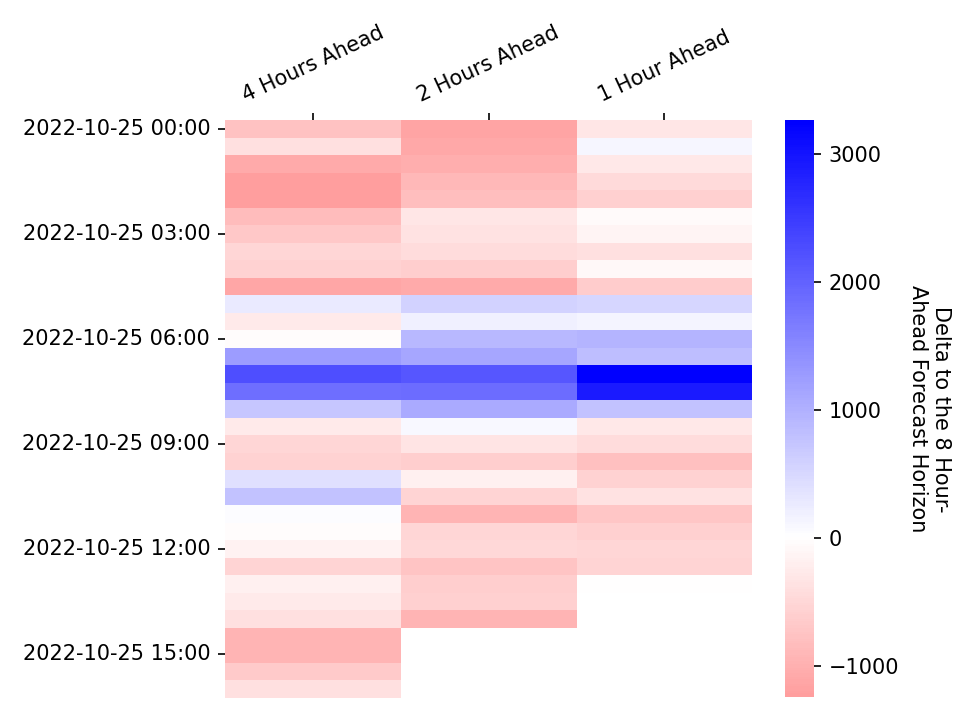 4 Hours Ahead
2 Hours Ahead
1 Hour Ahead
2022-10-25 00:00
2022-10-25 03:00
2022-10-25 06:00
2022-10-25 09:00
2022-10-25 12:00
2022-10-25 15:00
3000
2000
1000
0
−1000
Delta to the 8 Hour-
Ahead Forecast Horizon